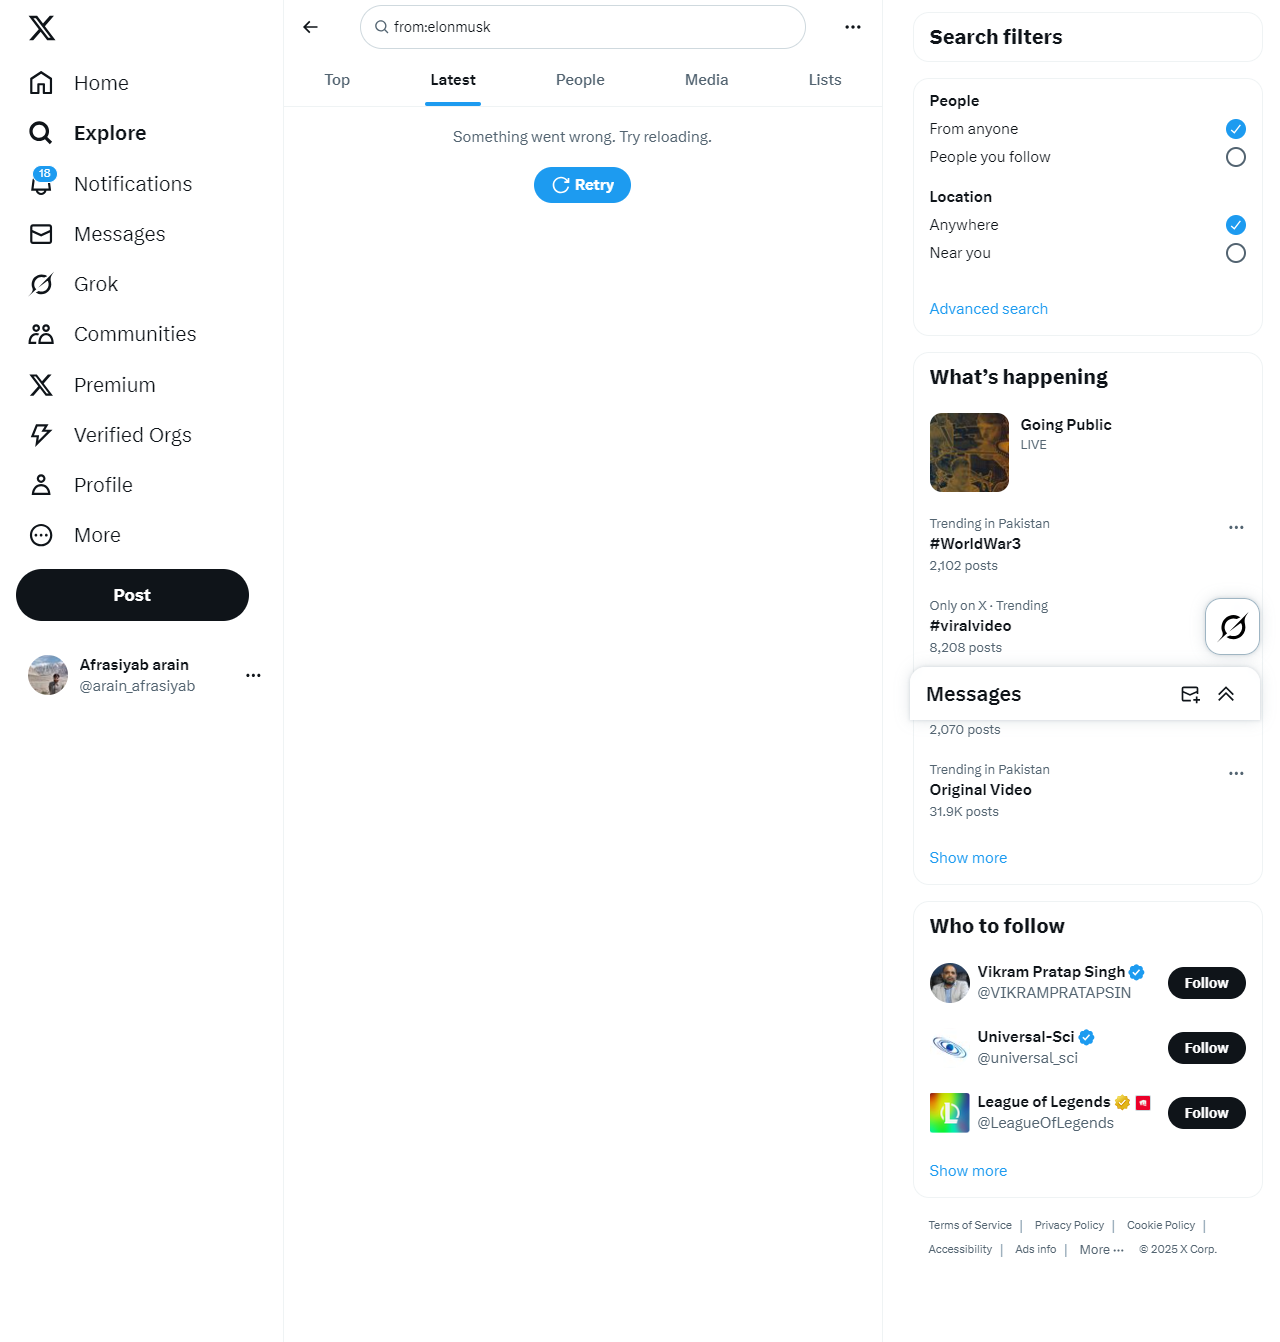 Home
Explore
18
Notifications
Messages
Grok
Communities
Premium
Verified Orgs
Profile
More
Post
Afrasiyab arain
@arain_afrasiyab
from:elonmusk
Top
Latest
People
Media
Lists
Something went wrong. Try reloading.
Retry
Search filters
People
From anyone
People you follow
Location
Anywhere
Near you
Advanced search
What’s happening
Going Public
LIVE
Trending in Pakistan
#WorldWar3
2,102 posts
Only on X · Trending
#viralvideo
8,208 posts
Messages
2,070 posts
Trending in Pakistan
Original Video
31.9K posts
Show more
Who to follow
Vikram Pratap Singh
@VIKRAMPRATAPSIN
Follow
Universal-Sci
@universal_sci
Follow
League of Legends
@LeagueOfLegends
Follow
Show more
Terms of Service | Privacy Policy | Cookie Policy |
Accessibility | Ads info | More ··· © 2025 X Corp.